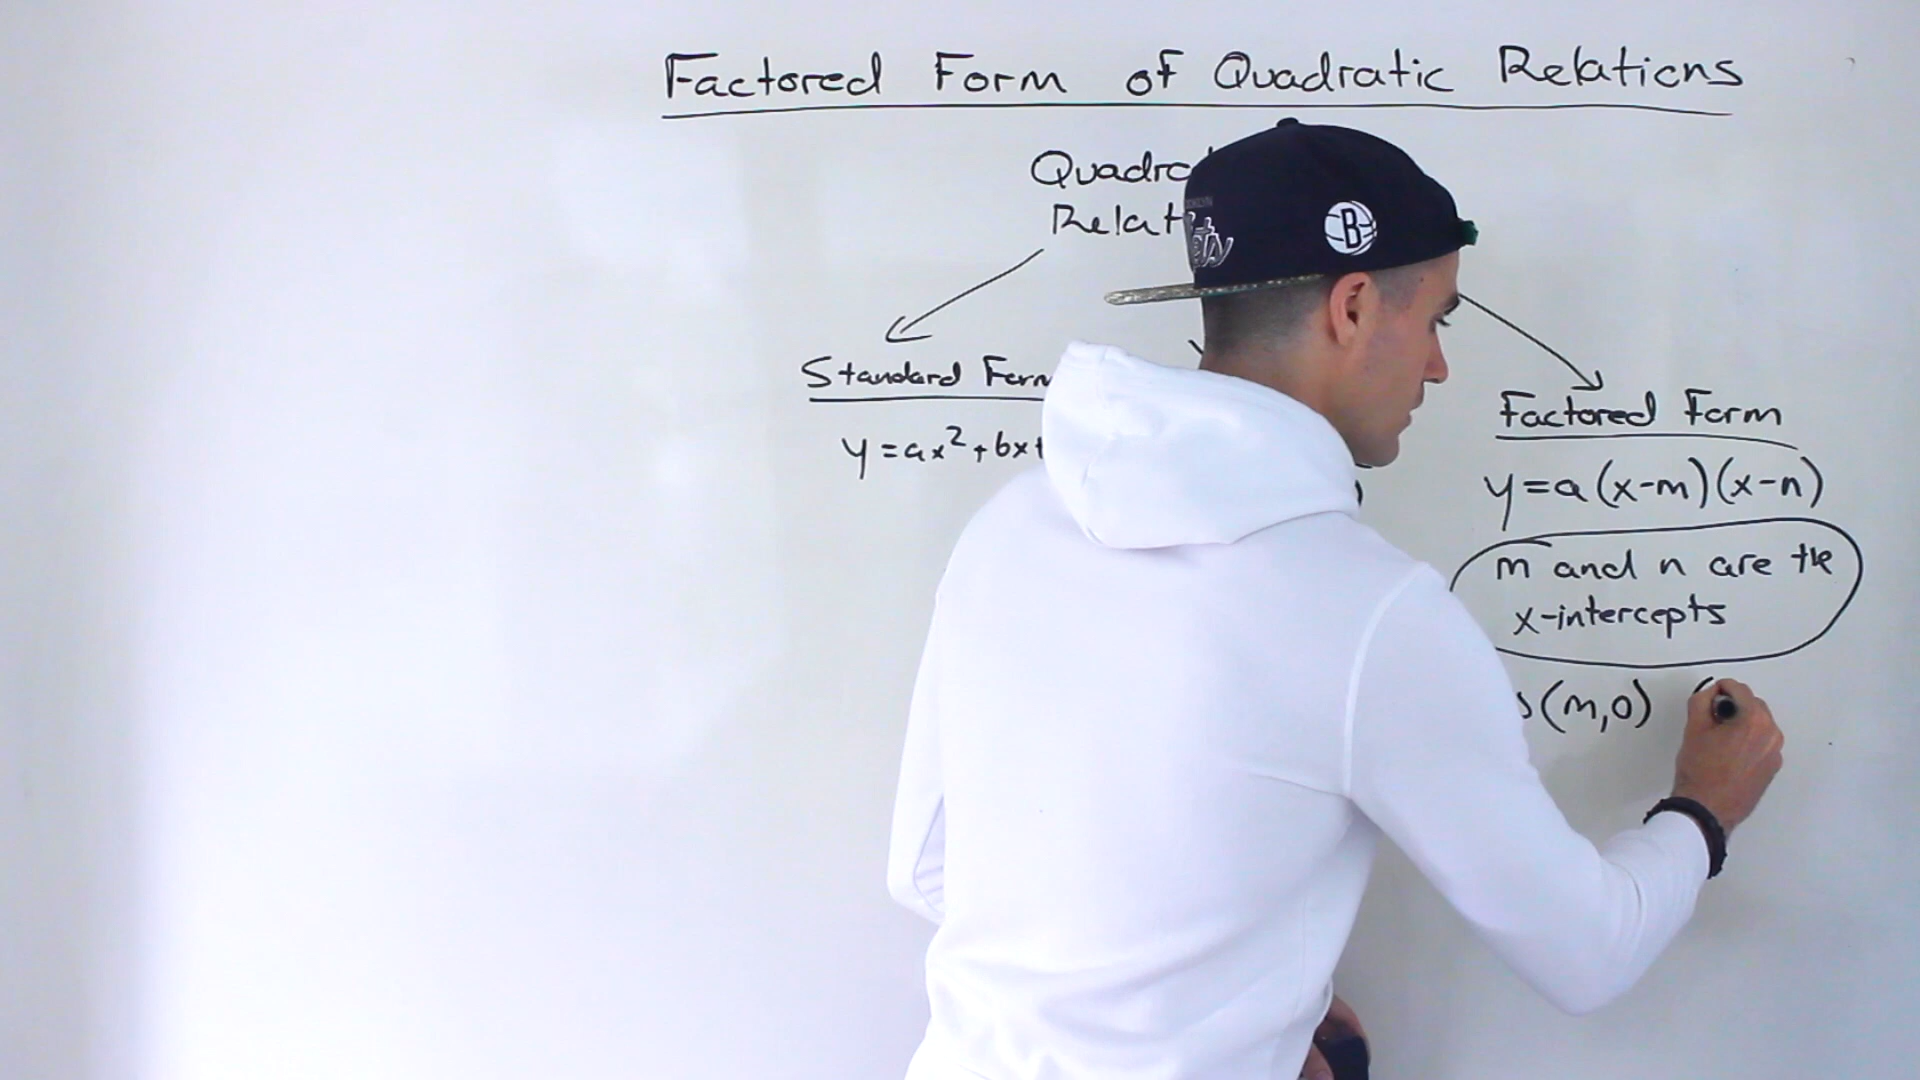 Factored Form of Quadratic Relations
Quadra
Relat
Standard Form
y=ax²+bx+
Factored Form
y=a(x-m)(x-n)
m and n are the
x-intercepts
(m,0) (
B